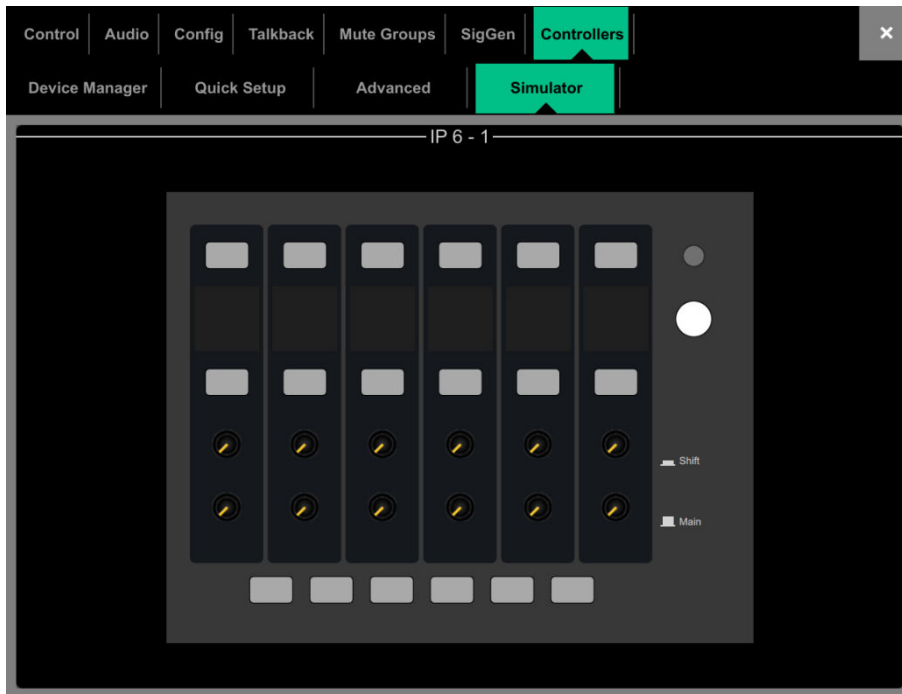 Control Audio Config Talkback Mute Groups SigGen Controllers ×
Device Manager Quick Setup Advanced Simulator
IP 6 - 1
Shift
Main